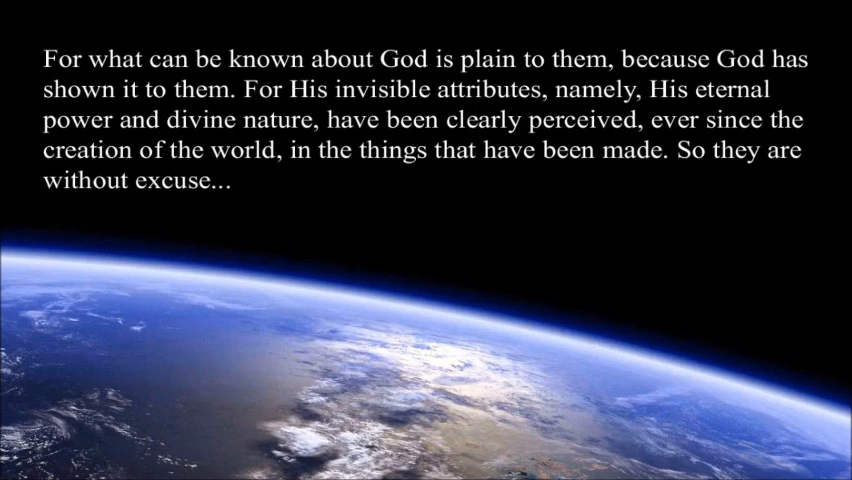 For what can be known about God is plain to them, because God has
shown it to them. For His invisible attributes, namely, His eternal
power and divine nature, have been clearly perceived, ever since the
creation of the world, in the things that have been made. So they are
without excuse...